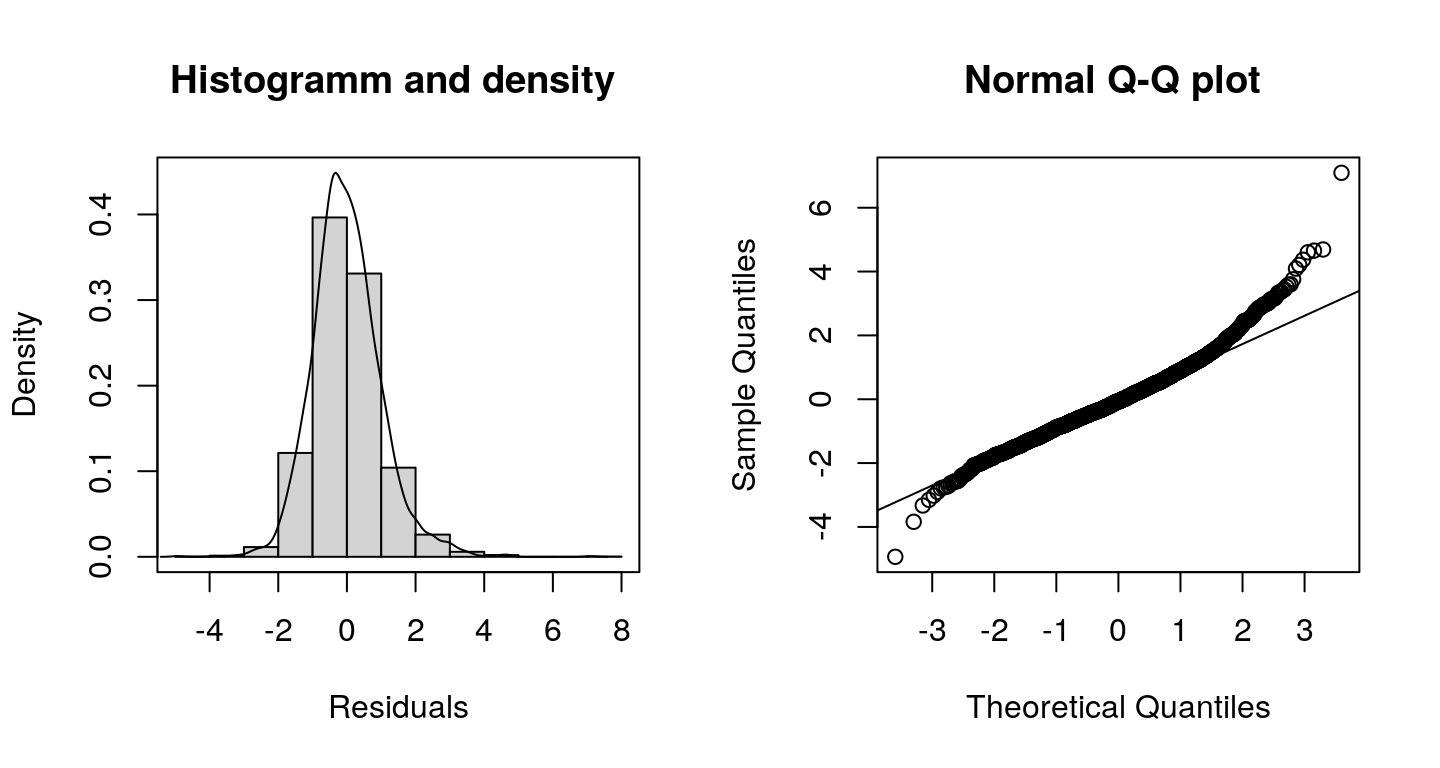 Histogramm and density
Density
0.0 0.1 0.2 0.3 0.4
-4 -2 0 2 4 6 8
Residuals
Normal Q-Q plot
Sample Quantiles
-4 -2 0 2 4 6
-3 -2 -1 0 1 2 3
Theoretical Quantiles